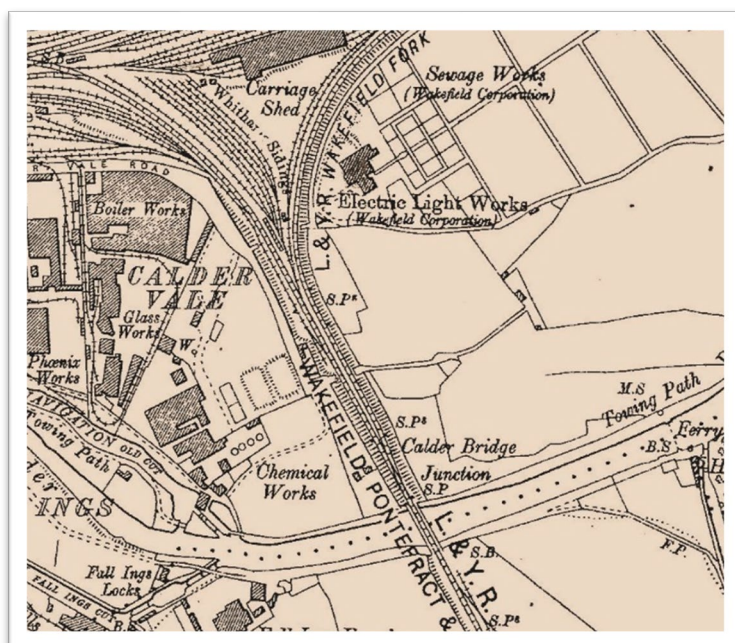 S.B.
Carriage
Shed
Whitham Sidings
L. & Y. R. WAKEFIELD FORK
Sewage Works
(Wakefield Corporation)
VALE ROAD
Boiler Works
Electric Light Works
(Wakefield Corporation)
CALDER
VALE
Glass
Works
W.
S.Ps
Phœnix
Works
WAKEFIELD PONTEFRACT &
S.Ps
M.S
Towing Path
Calder Bridge
Junction
S.P
B.S
Ferry
AVIGATION OLD CUT
Towing Path
Chemical
Works
INGS
L. & Y. R.
S.B
F.P
Fall Ings
Locks
FALL INGS CUT
S.Ps